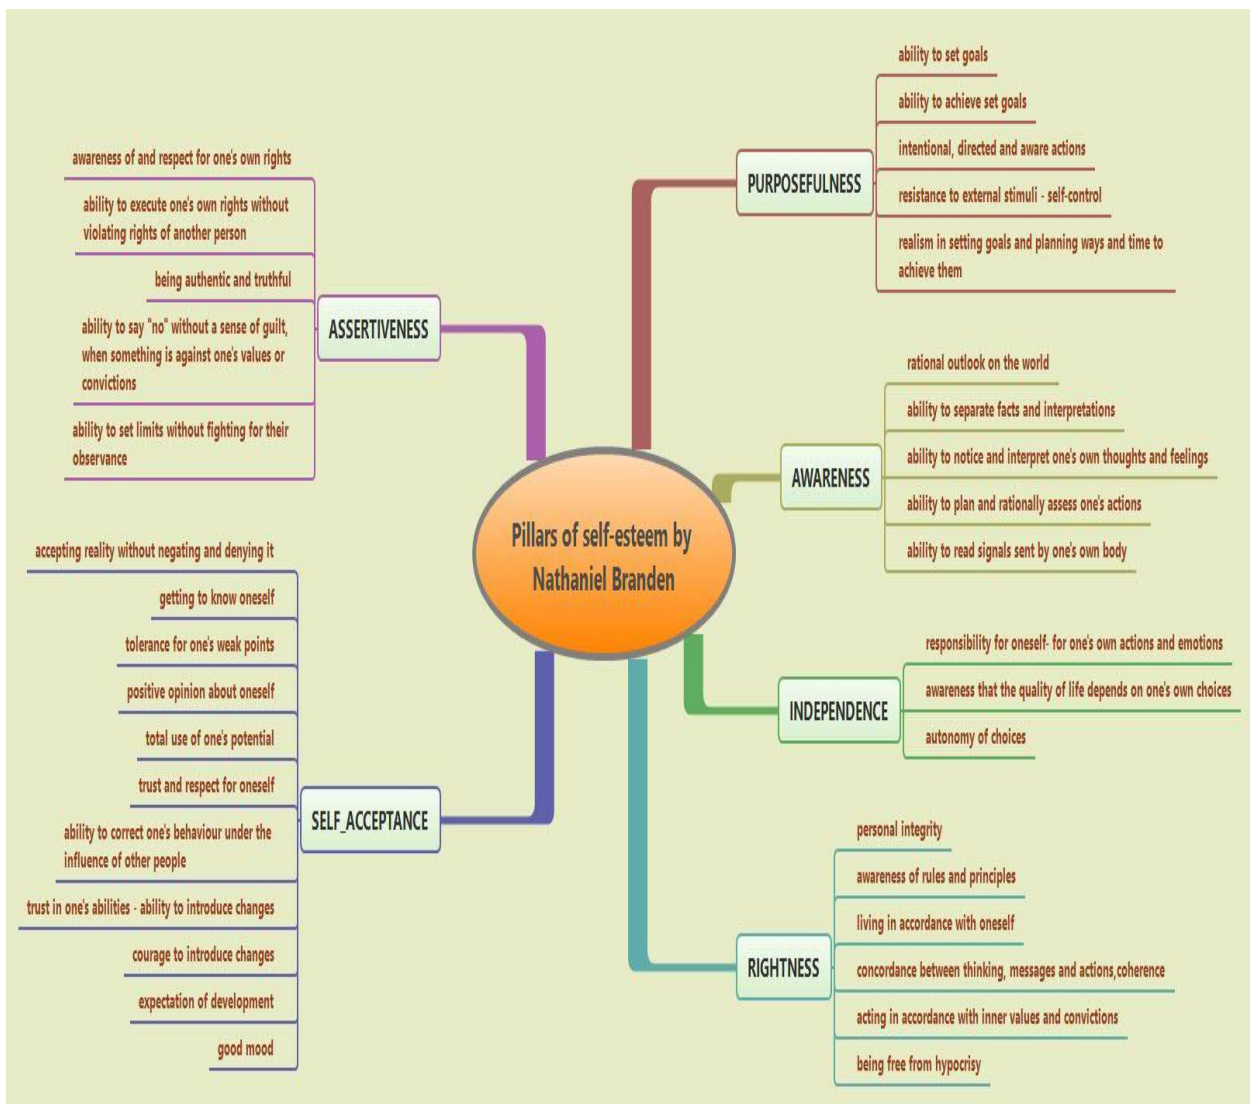 Pillars of self-esteem by
Nathaniel Branden
PURPOSEFULNESS
ability to set goals
ability to achieve set goals
intentional, directed and aware actions
resistance to external stimuli - self-control
realism in setting goals and planning ways and time to
achieve them
AWARENESS
rational outlook on the world
ability to separate facts and interpretations
ability to notice and interpret one's own thoughts and feelings
ability to plan and rationally assess one's actions
ability to read signals sent by one's own body
INDEPENDENCE
responsibility for oneself- for one's own actions and emotions
awareness that the quality of life depends on one's own choices
autonomy of choices
RIGHTNESS
personal integrity
awareness of rules and principles
living in accordance with oneself
concordance between thinking, messages and actions,coherence
acting in accordance with inner values and convictions
being free from hypocrisy
ASSERTIVENESS
awareness of and respect for one's own rights
ability to execute one's own rights without
violating rights of another person
being authentic and truthful
ability to say "no" without a sense of guilt,
when something is against one's values or
convictions
ability to set limits without fighting for their
observance
SELF_ACCEPTANCE
accepting reality without negating and denying it
getting to know oneself
tolerance for one's weak points
positive opinion about oneself
total use of one's potential
trust and respect for oneself
ability to correct one's behaviour under the
influence of other people
trust in one's abilities - ability to introduce changes
courage to introduce changes
expectation of development
good mood